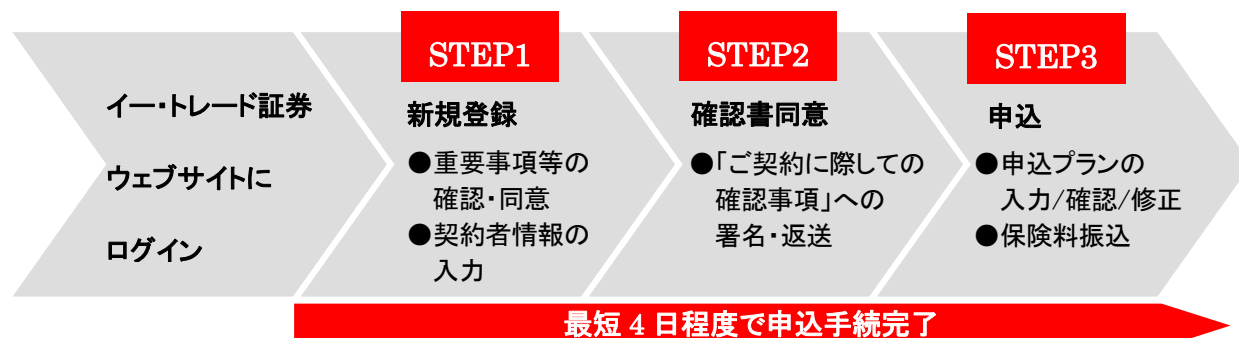 イー・トレード証券
ウェブサイトに
ログイン
STEP1
新規登録
●重要事項等の
確認・同意
●契約者情報の
入力
STEP2
確認書同意
●「ご契約に際しての
確認事項」への
署名・返送
STEP3
申込
●申込プランの
入力/確認/修正
●保険料振込
最短 4 日程度で申込手続完了